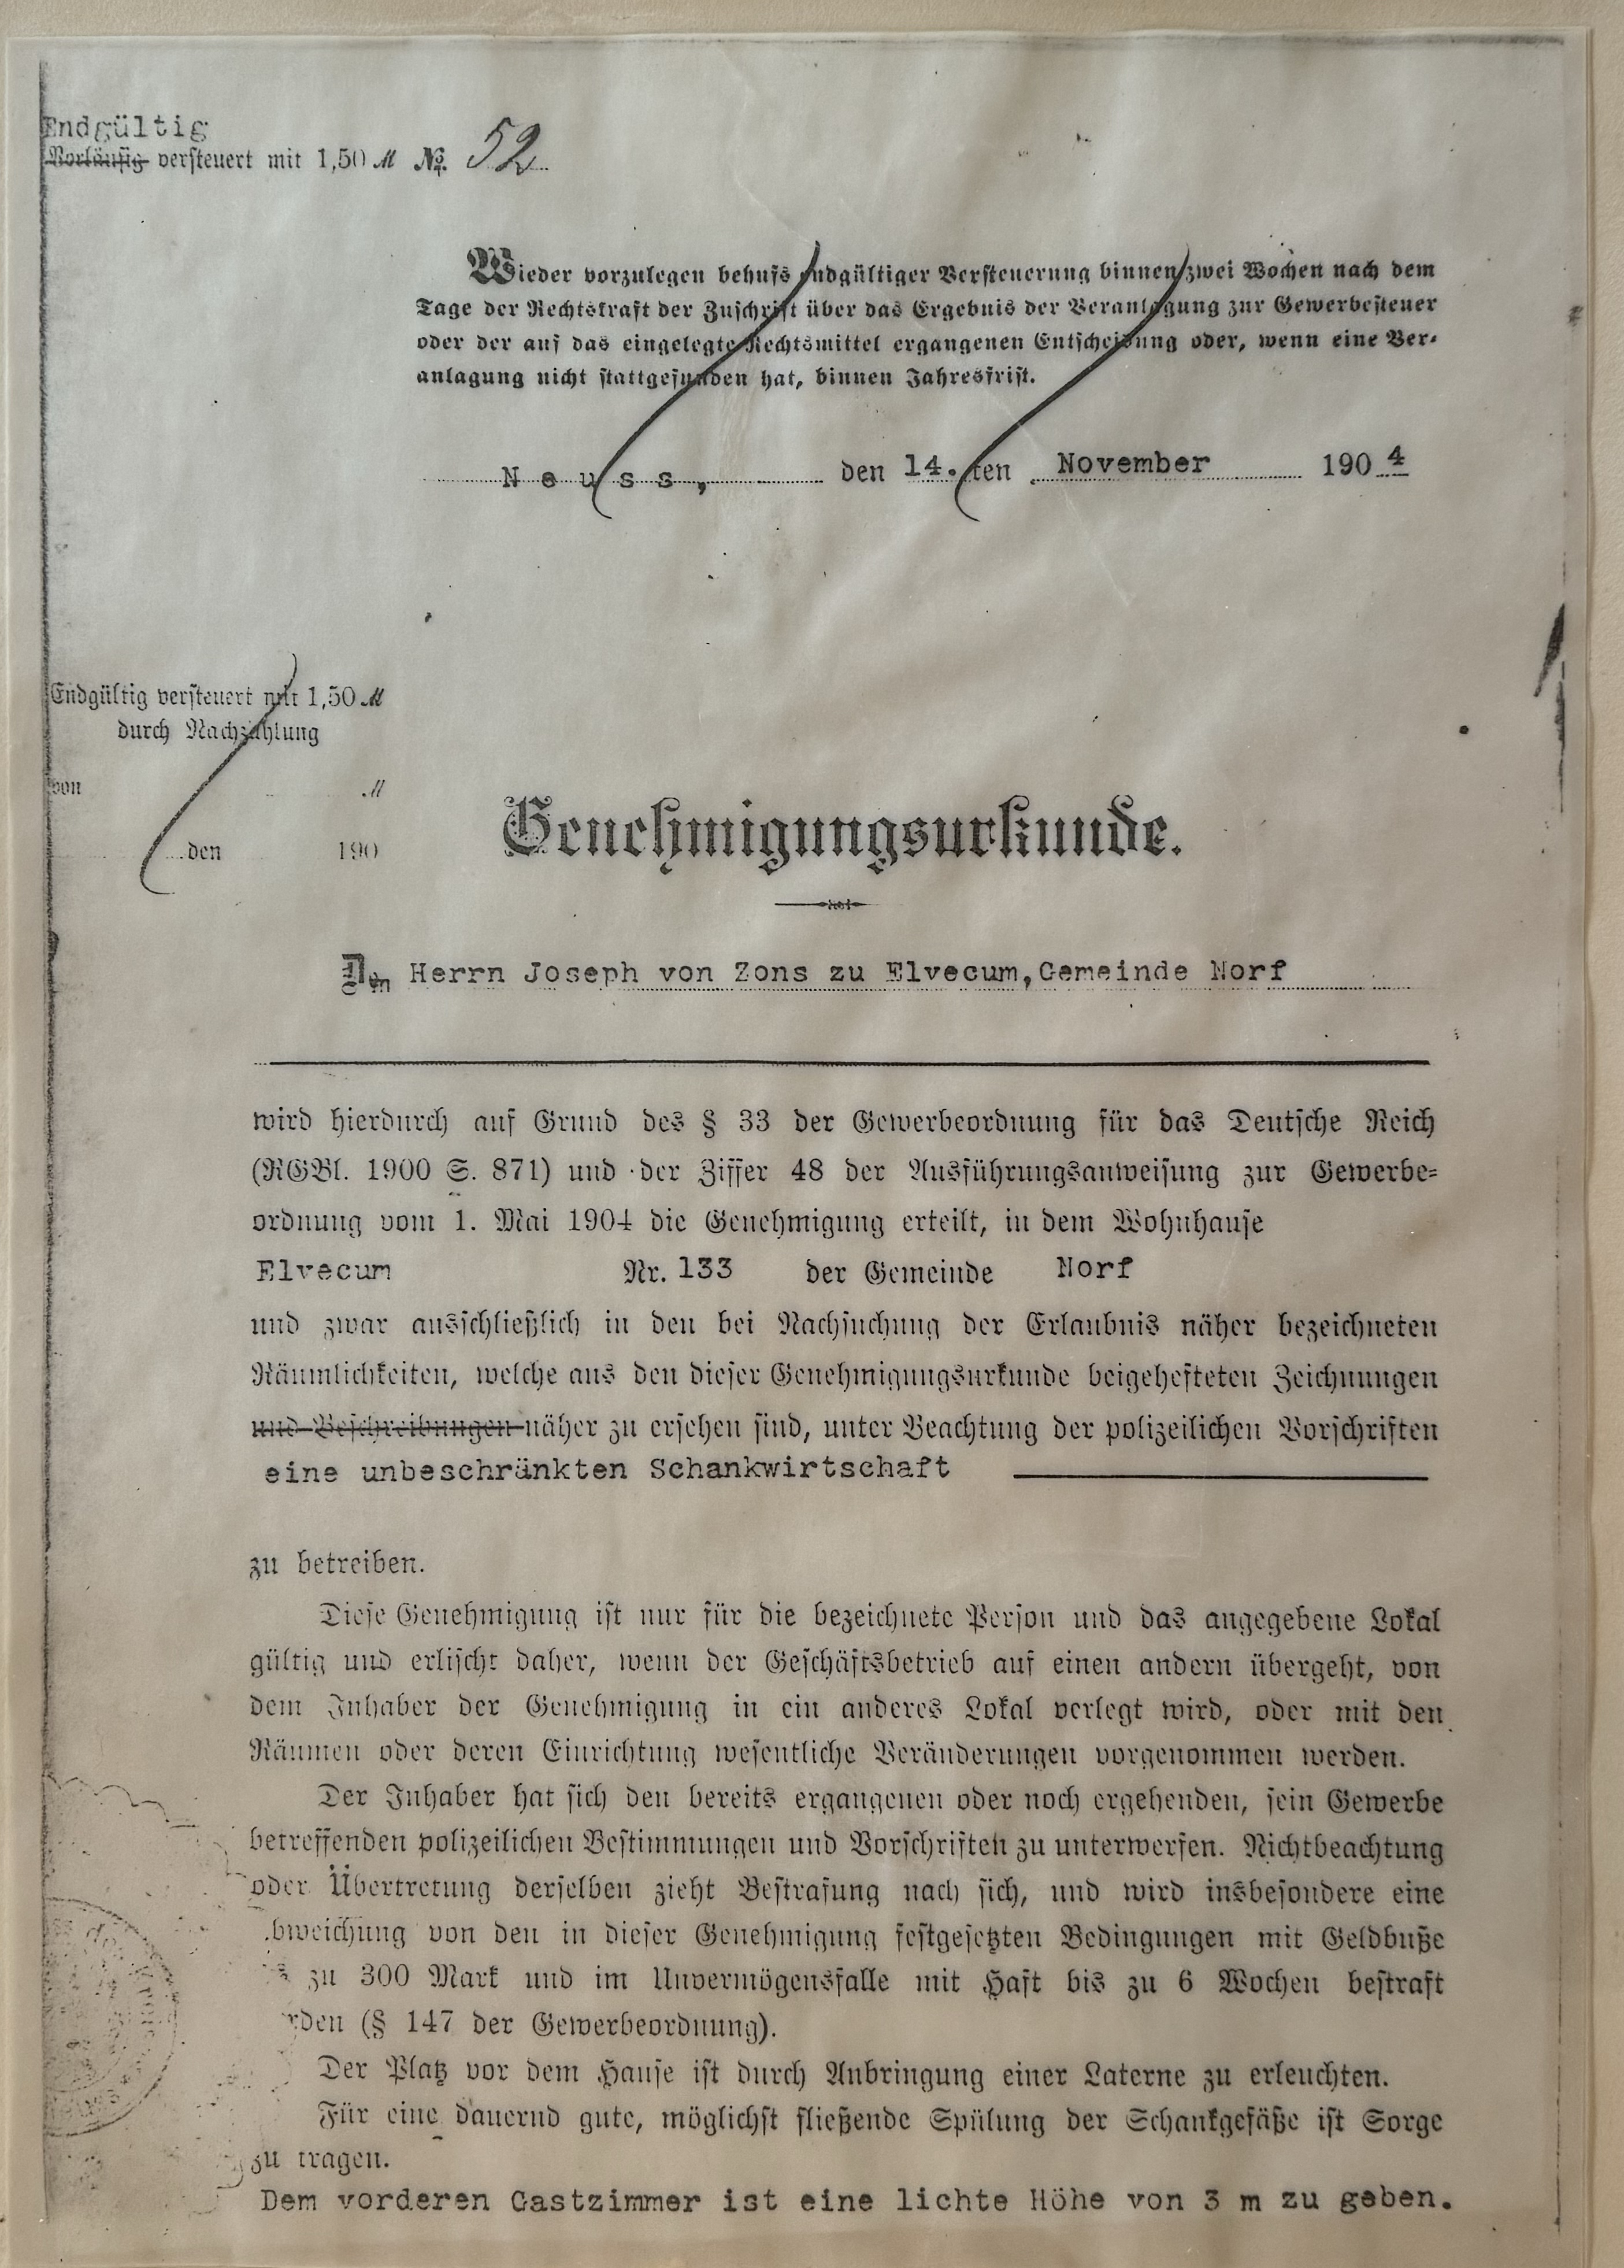 Endgültig
Vorläufig versteuert mit 1,50 M No. 52
Wieder vorzulegen behufs endgültiger Versteuerung binnen zwei Wochen nach dem
Tage der Rechtskraft der Zuschrift über das Ergebnis der Veranlagung zur Gewerbesteuer
oder der auf das eingelegte Rechtsmittel ergangenen Entscheidung oder, wenn eine Ver-
anlagung nicht stattgefunden hat, binnen Jahresfrist.
Neuss, den 14. ten November 1904
Endgültig versteuert mit 1,50 M
durch Nachzahlung
von M
den 190
Genehmigungsurkunde.
Dem Herrn Joseph von Zons zu Elvecum, Gemeinde Norf
wird hierdurch auf Grund des § 33 der Gewerbeordnung für das Deutsche Reich
(RGBl. 1900 S. 871) und der Ziffer 48 der Ausführungsanweisung zur Gewerbe-
ordnung vom 1. Mai 1904 die Genehmigung erteilt, in dem Wohnhause
Elvecum Nr. 133 der Gemeinde Norf
und zwar ausschließlich in den bei Nachsuchung der Erlaubnis näher bezeichneten
Räumlichkeiten, welche aus den dieser Genehmigungsurkunde beigehefteten Zeichnungen
und Beschreibungen näher zu ersehen sind, unter Beachtung der polizeilichen Vorschriften
eine unbeschränkten Schankwirtschaft
zu betreiben.
Diese Genehmigung ist nur für die bezeichnete Person und das angegebene Lokal
gültig und erlischt daher, wenn der Geschäftsbetrieb auf einen andern übergeht, von
dem Inhaber der Genehmigung in ein anderes Lokal verlegt wird, oder mit den
Räumen oder deren Einrichtung wesentliche Veränderungen vorgenommen werden.
Der Inhaber hat sich den bereits ergangenen oder noch ergehenden, sein Gewerbe
betreffenden polizeilichen Bestimmungen und Vorschriften zu unterwerfen. Nichtbeachtung
oder Übertretung derselben zieht Bestrafung nach sich, und wird insbesondere eine
bweichung von den in dieser Genehmigung festgesetzten Bedingungen mit Geldbuße
zu 300 Mark und im Unvermögensfalle mit Haft bis zu 6 Wochen bestraft
rden (§ 147 der Gewerbeordnung).
Der Platz vor dem Hause ist durch Anbringung einer Laterne zu erleuchten.
Für eine dauernd gute, möglichst fließende Spülung der Schankgefäße ist Sorge
zu tragen.
Dem vorderen Gastzimmer ist eine lichte Höhe von 3 m zu geben.